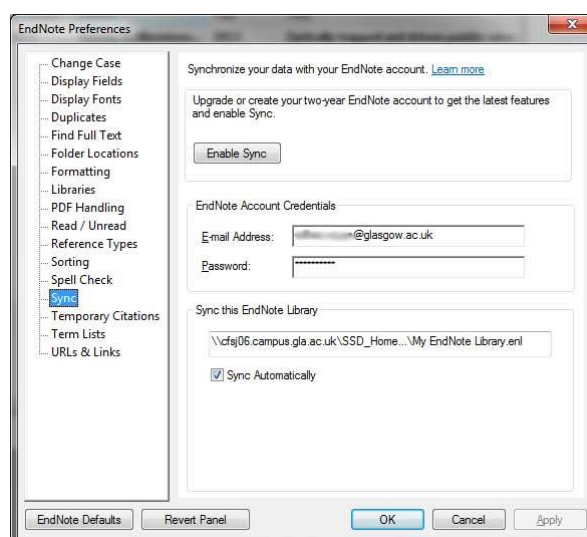 EndNote Preferences
Change Case
Display Fields
Display Fonts
Duplicates
Find Full Text
Folder Locations
Formatting
Libraries
PDF Handling
Read / Unread
Reference Types
Sorting
Spell Check
Sync
Temporary Citations
Term Lists
URLs & Links
Synchronize your data with your EndNote account. Learn more
Upgrade or create your two-year EndNote account to get the latest features
and enable Sync.
Enable Sync
EndNote Account Credentials
E-mail Address: @glasgow.ac.uk
Password: **********
Sync this EndNote Library
\\cfsj06.campus.gla.ac.uk\SSD_Home...\My EndNote Library.enl
Sync Automatically
EndNote Defaults Revert Panel OK Cancel Apply